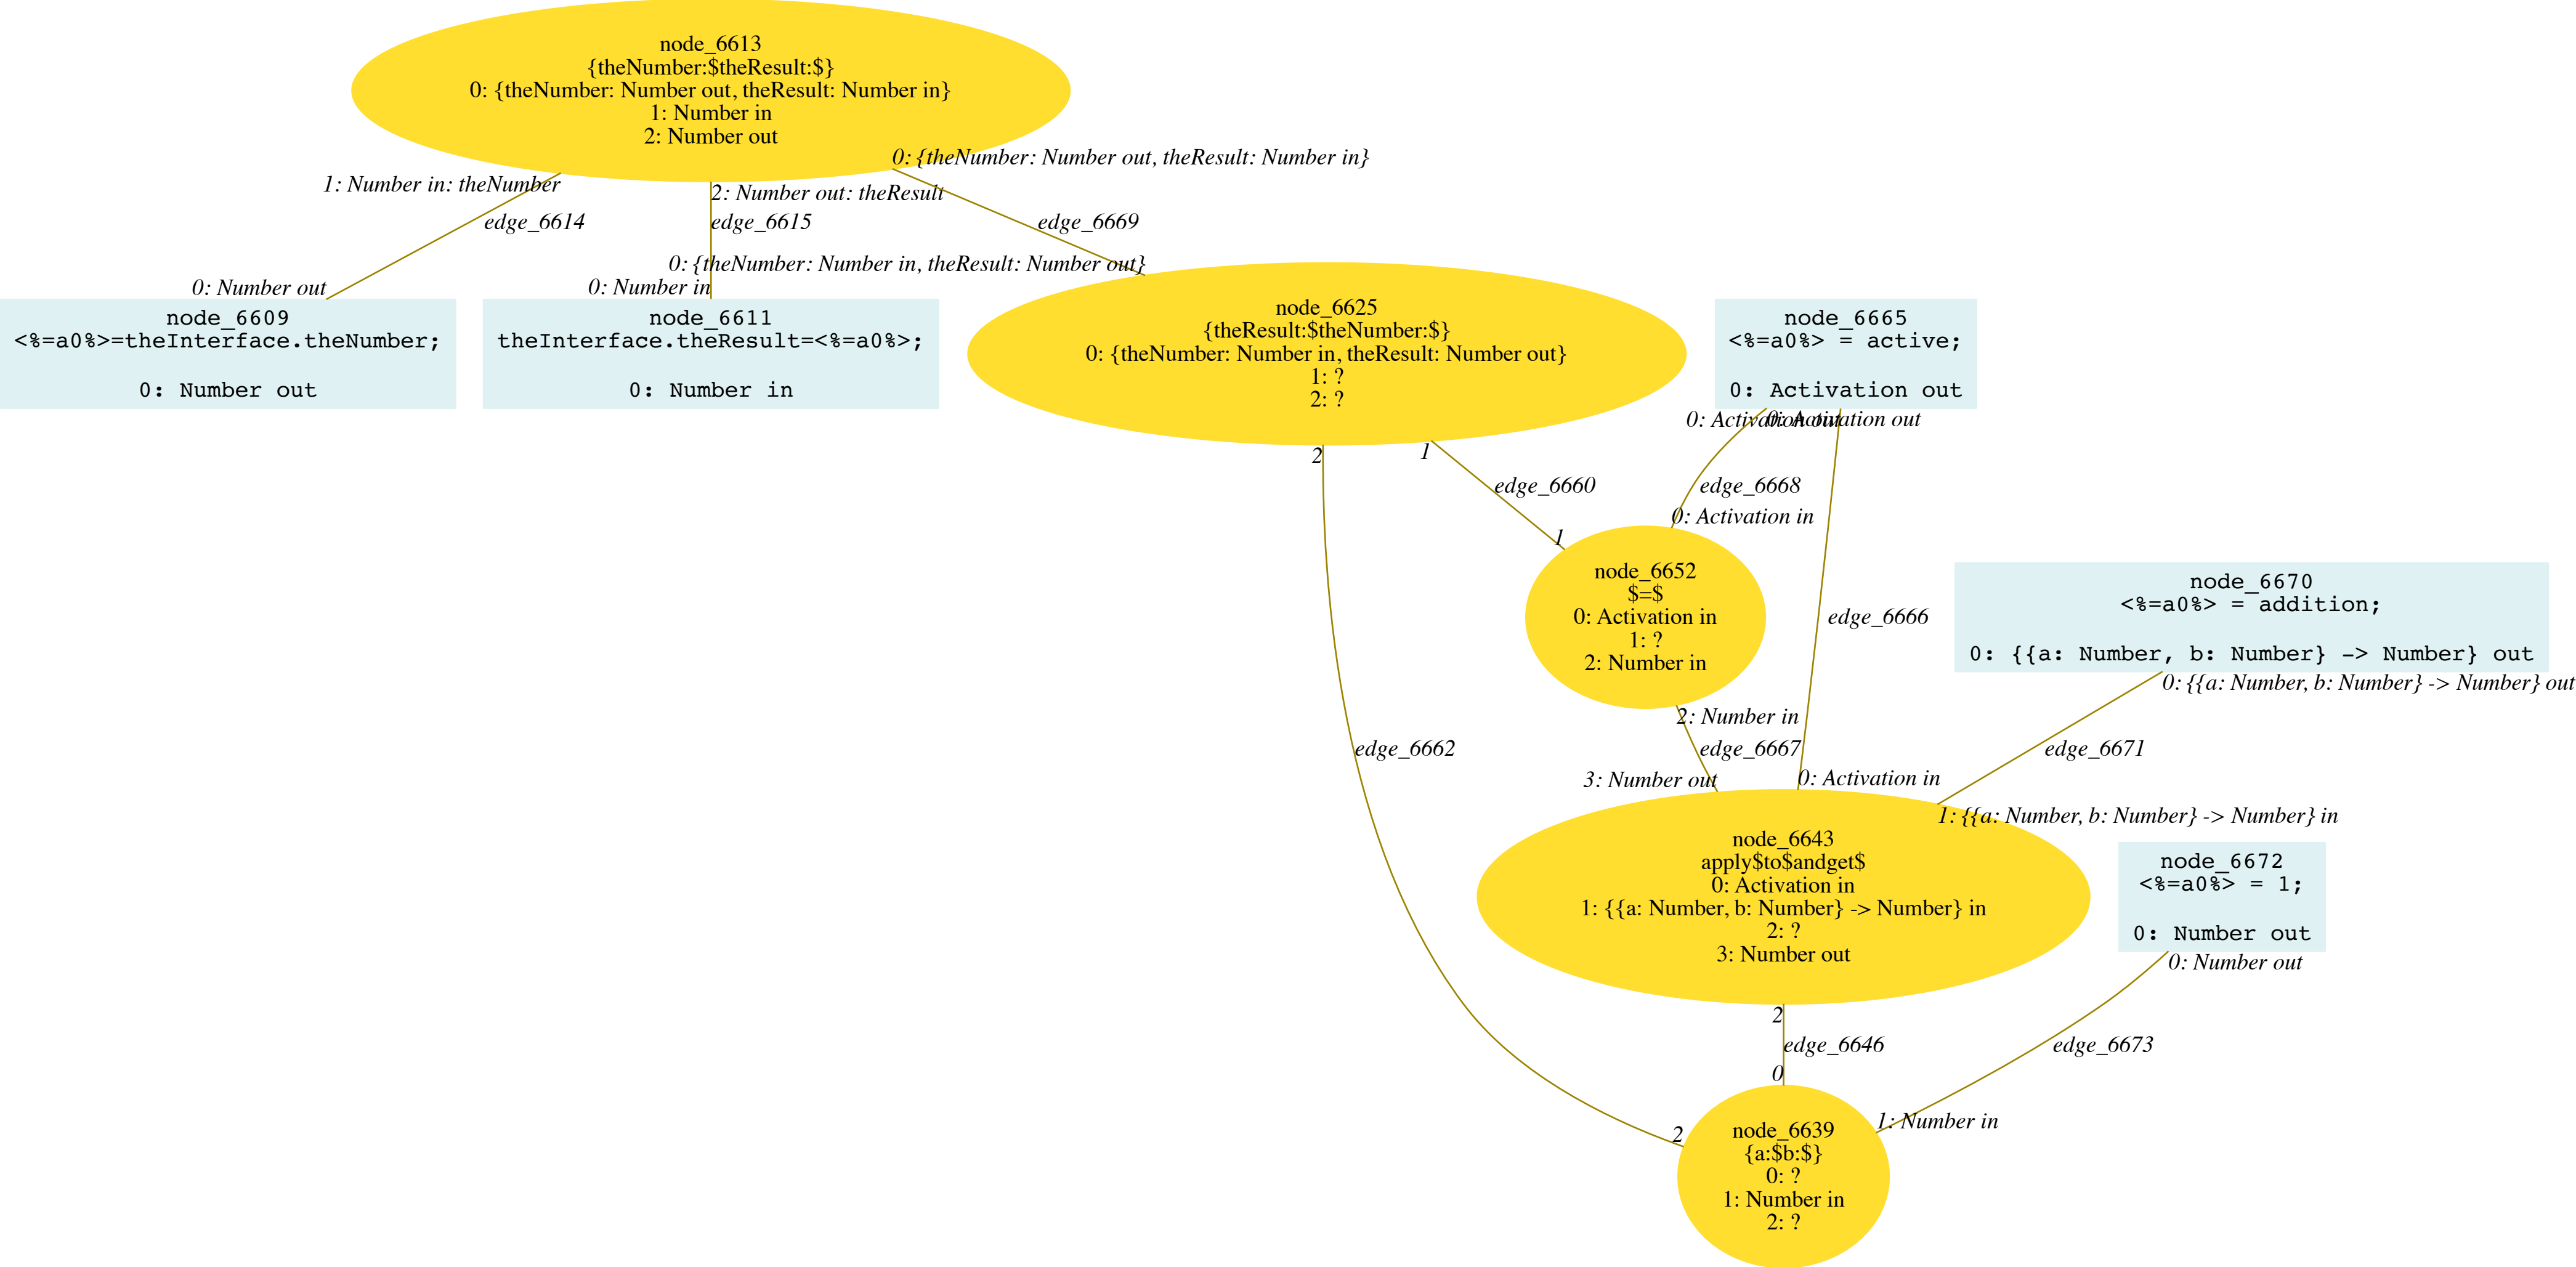 node_6613
{theNumber:$theResult:$}
0: {theNumber: Number out, theResult: Number in}
1: Number in
2: Number out
0: {theNumber: Number out, theResult: Number in}
1: Number in: theNumber
2: Number out: theResult
edge_6614
edge_6615
edge_6669
0: {theNumber: Number in, theResult: Number out}
0: Number out
0: Number in
node_6609
<%=a0%>=theInterface.theNumber;
0: Number out
node_6611
theInterface.theResult=<%=a0%>;
0: Number in
node_6625
{theResult:$theNumber:$}
0: {theNumber: Number in, theResult: Number out}
1: ?
2: ?
node_6665
<%=a0%> = active;
0: Activation out
0: Activation out
0: Activation out
2
1
edge_6660
edge_6668
0: Activation in
1
node_6652
$=$
0: Activation in
1: ?
2: Number in
edge_6666
node_6670
<%=a0%> = addition;
0: {{a: Number, b: Number} -> Number} out
0: {{a: Number, b: Number} -> Number} out
2: Number in
edge_6662
edge_6667
edge_6671
3: Number out
0: Activation in
1: {{a: Number, b: Number} -> Number} in
node_6643
apply$to$andget$
0: Activation in
1: {{a: Number, b: Number} -> Number} in
2: ?
3: Number out
node_6672
<%=a0%> = 1;
0: Number out
0: Number out
2
edge_6646
edge_6673
0
1: Number in
2
node_6639
{a:$b:$}
0: ?
1: Number in
2: ?